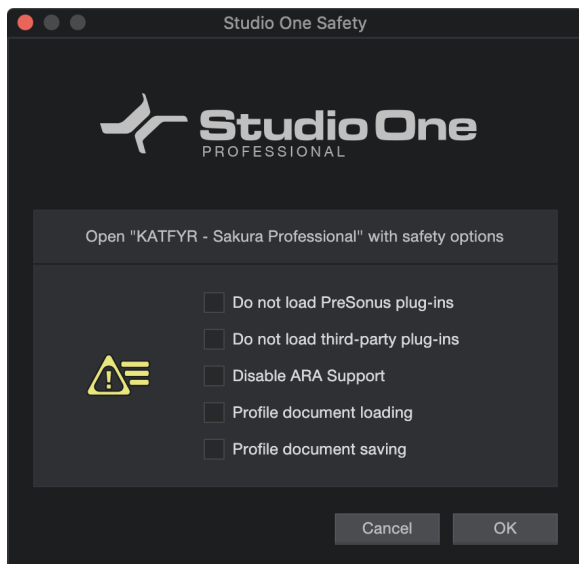 Studio One Safety
Studio One
PROFESSIONAL
Open "KATFYR - Sakura Professional" with safety options
Do not load PreSonus plug-ins
Do not load third-party plug-ins
Disable ARA Support
Profile document loading
Profile document saving
Cancel OK